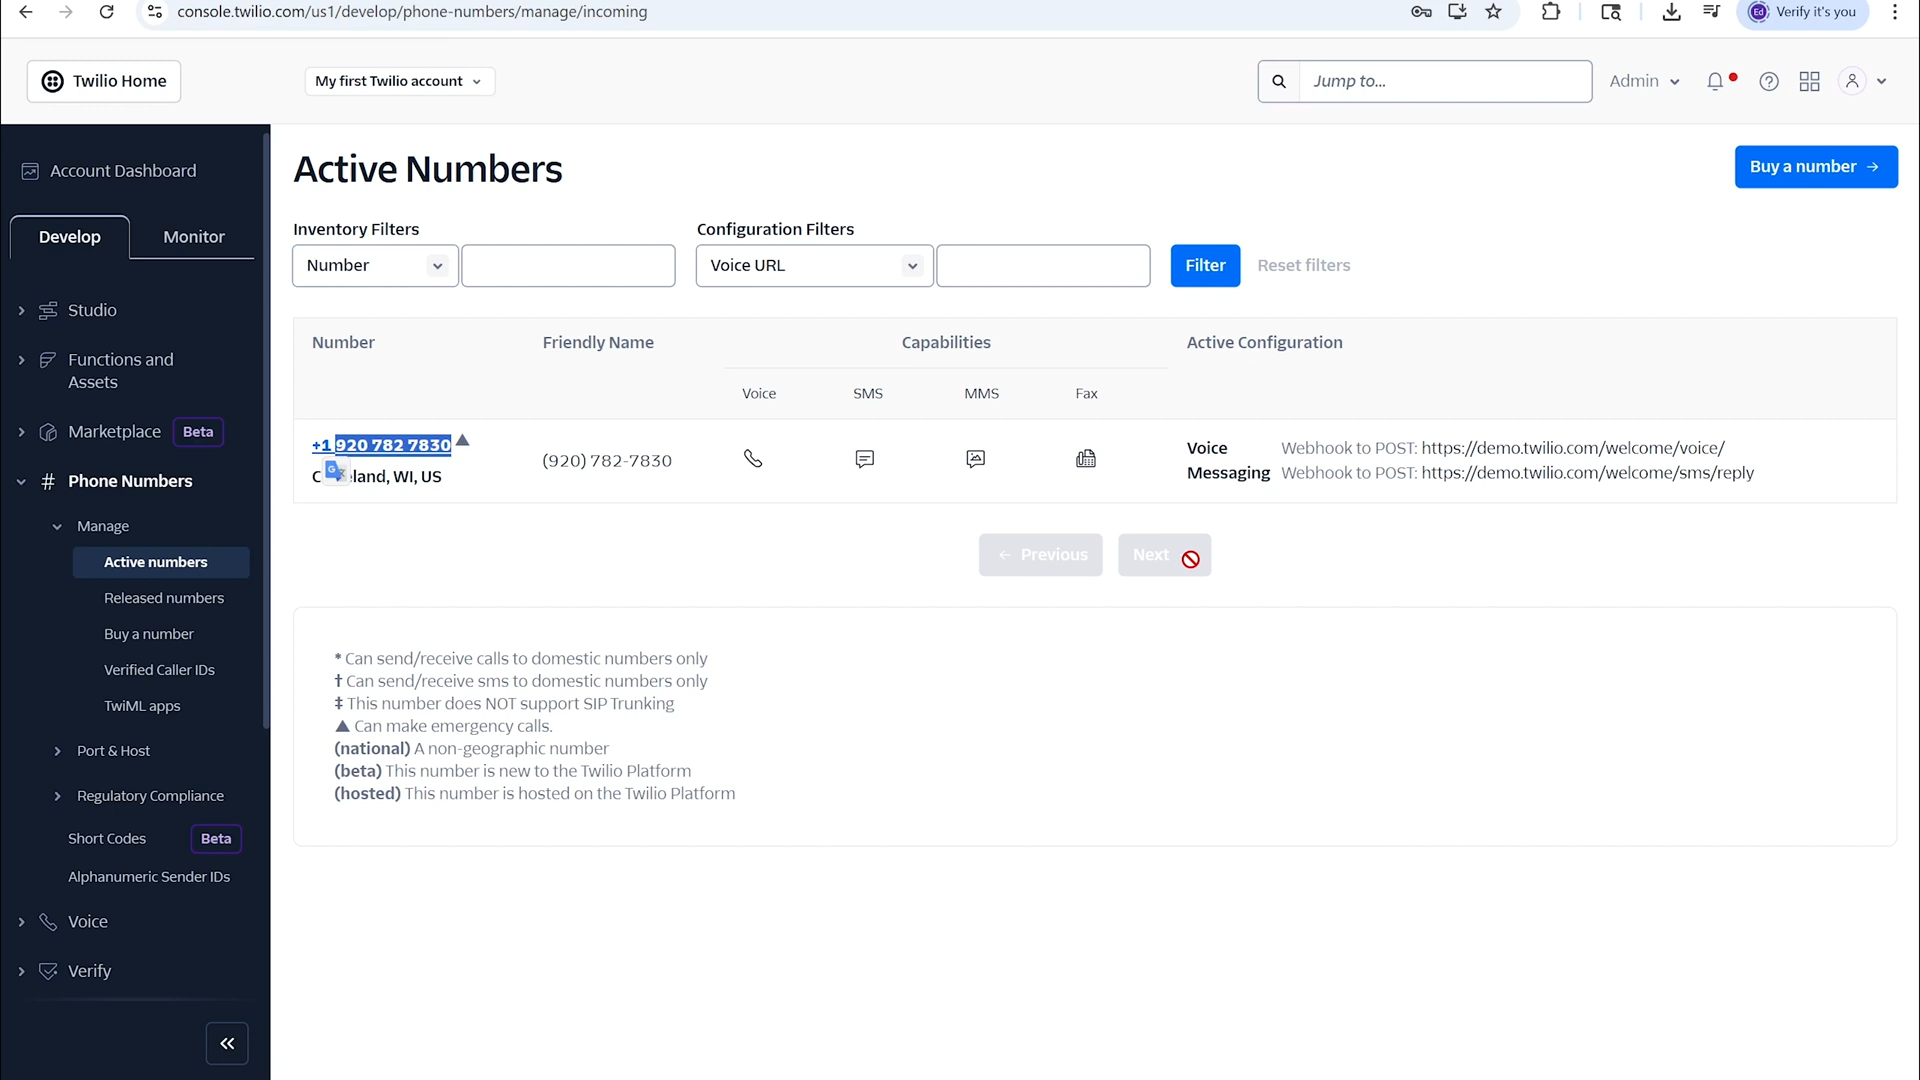 console.twilio.com/us1/develop/phone-numbers/manage/incoming
Ed Verify it's you
Twilio Home
My first Twilio account
Jump to...
Admin
Account Dashboard
Develop
Monitor
Studio
Functions and
Assets
Marketplace Beta
# Phone Numbers
Manage
Active numbers
Released numbers
Buy a number
Verified Caller IDs
TwiML apps
Port & Host
Regulatory Compliance
Short Codes Beta
Alphanumeric Sender IDs
Voice
Verify
Active Numbers
Buy a number →
Inventory Filters
Configuration Filters
Number
Voice URL
Filter
Reset filters
Number Friendly Name Capabilities Active Configuration
Voice SMS MMS Fax
+1 920 782 7830 ▲
land, WI, US
(920) 782-7830
Voice Webhook to POST: https://demo.twilio.com/welcome/voice/
Messaging Webhook to POST: https://demo.twilio.com/welcome/sms/reply
← Previous
Next
* Can send/receive calls to domestic numbers only
† Can send/receive sms to domestic numbers only
‡ This number does NOT support SIP Trunking
▲ Can make emergency calls.
(national) A non-geographic number
(beta) This number is new to the Twilio Platform
(hosted) This number is hosted on the Twilio Platform